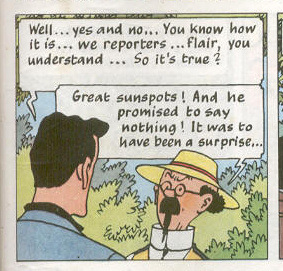 Well... yes and no... You know how
it is... we reporters... flair, you
understand ... So it's true?
Great sunspots! And he
promised to say
nothing! It was to
have been a surprise...